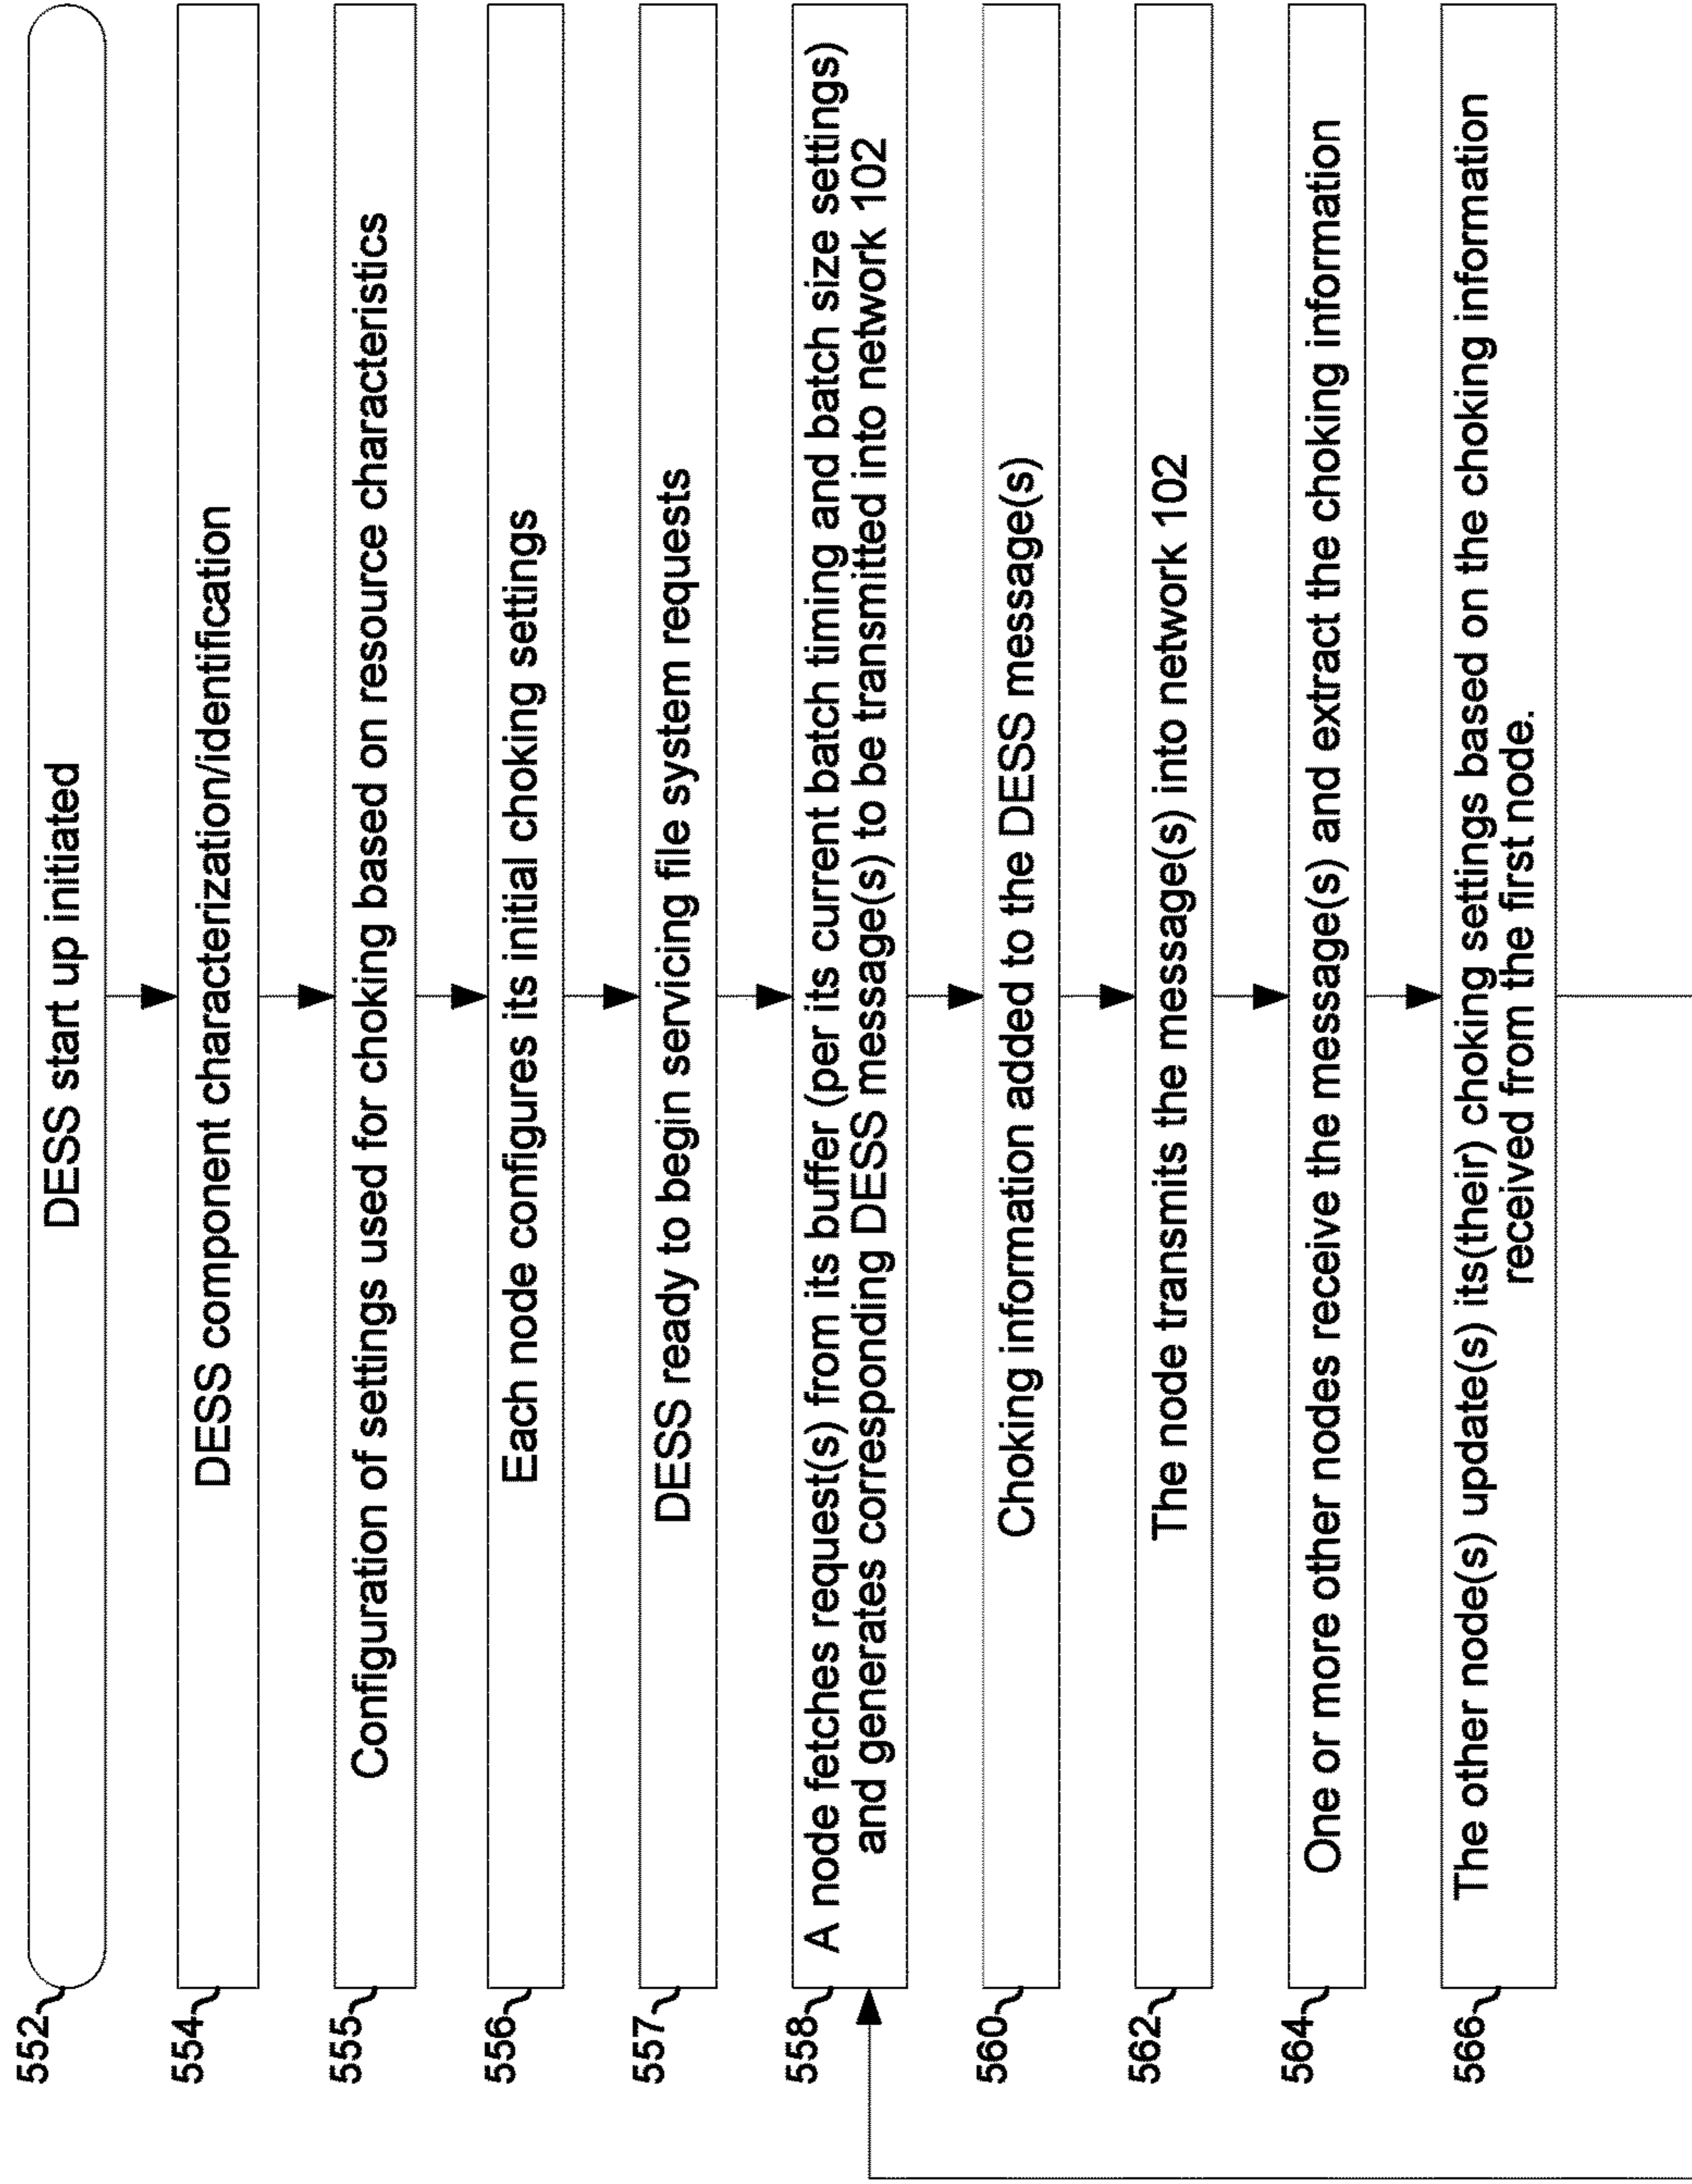 552
DESS start up initiated
554
DESS component characterization/identification
555
Configuration of settings used for choking based on resource characteristics
556
Each node configures its initial choking settings
557
DESS ready to begin servicing file system requests
558
A node fetches request(s) from its buffer (per its current batch timing and batch size settings)
and generates corresponding DESS message(s) to be transmitted into network 102
560
Choking information added to the DESS message(s)
562
The node transmits the message(s) into network 102
564
One or more other nodes receive the message(s) and extract the choking information
566
The other node(s) update(s) its(their) choking settings based on the choking information
received from the first node.